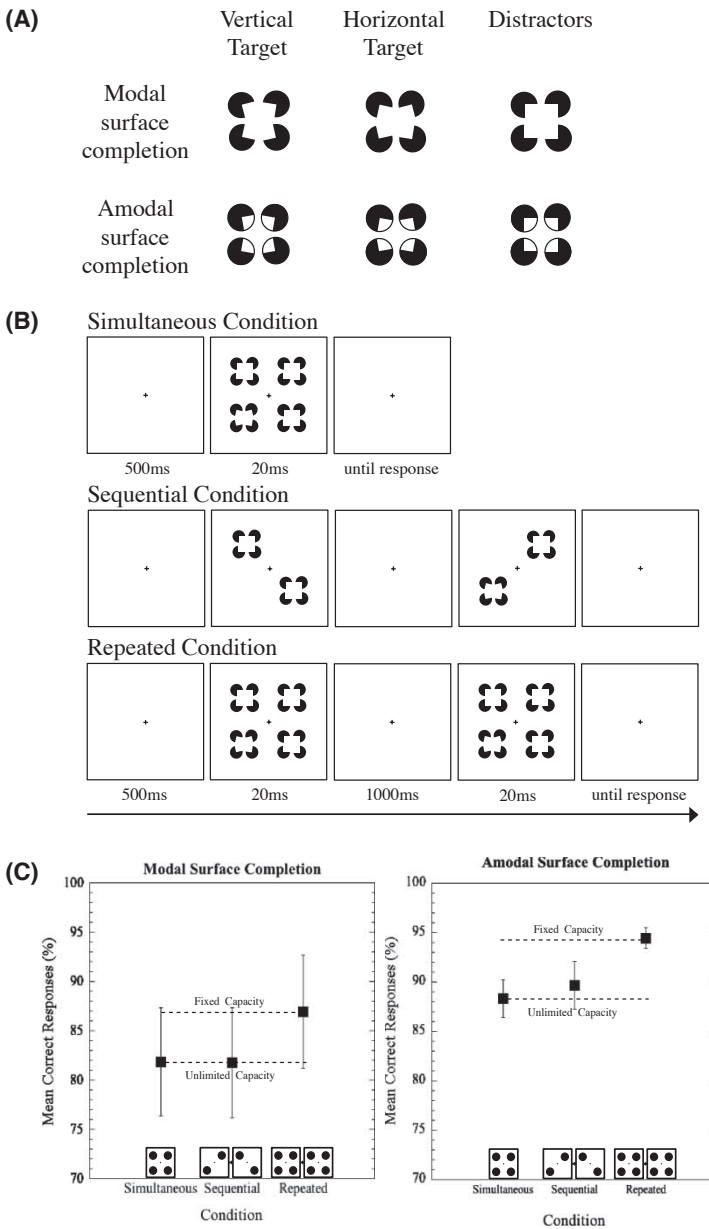 (A)
Vertical Target
Horizontal Target
Distractors
Modal surface completion
Amodal surface completion
(B)
Simultaneous Condition
500ms 20ms until response
Sequential Condition
Repeated Condition
500ms 20ms 1000ms 20ms until response
(C)
Modal Surface Completion
100
95
90
85
80
75
70
Mean Correct Responses (%)
Fixed Capacity
Unlimited Capacity
Simultaneous Sequential Repeated
Condition
Amodal Surface Completion
100
95
90
85
80
75
70
Mean Correct Responses (%)
Fixed Capacity
Unlimited Capacity
Simultaneous Sequential Repeated
Condition